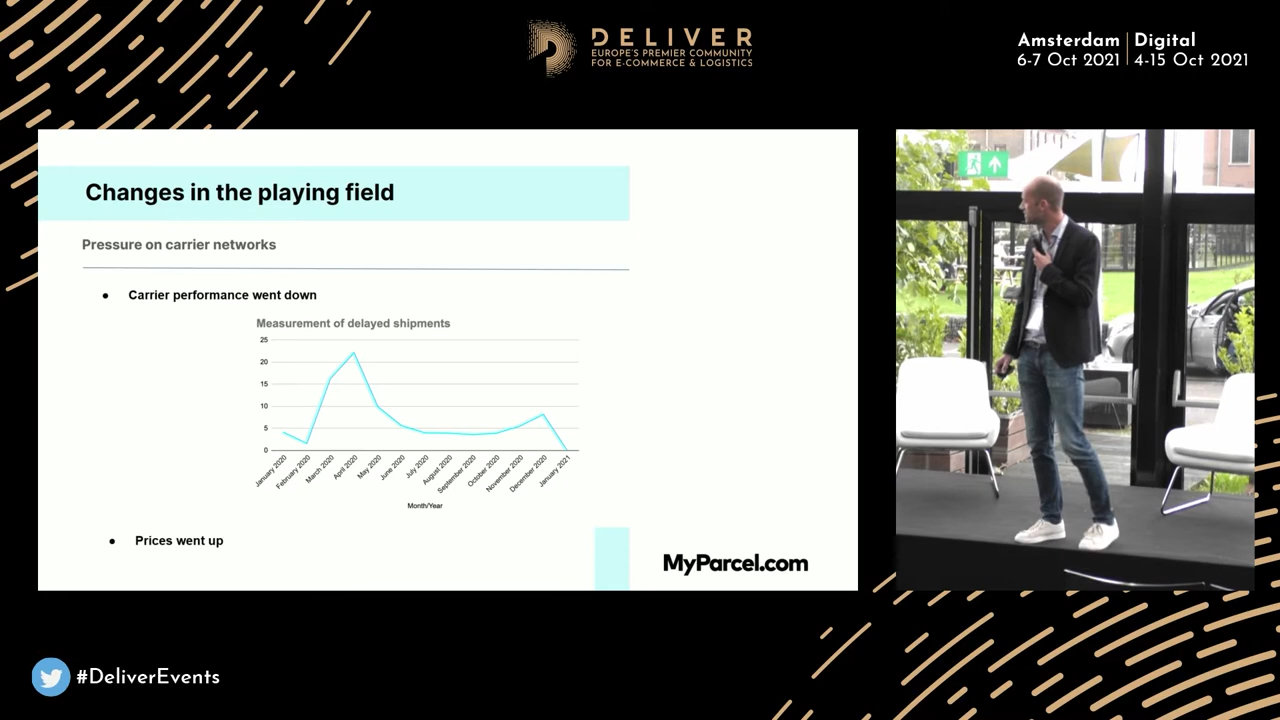 DELIVER
EUROPE'S PREMIER COMMUNITY
FOR E-COMMERCE & LOGISTICS
Amsterdam | Digital
6-7 Oct 2021 | 4-15 Oct 2021
Changes in the playing field
Pressure on carrier networks
● Carrier performance went down
Measurement of delayed shipments
25
20
15
10
5
0
January 2020
February 2020
March 2020
April 2020
May 2020
June 2020
July 2020
August 2020
September 2020
October 2020
November 2020
December 2020
January 2021
Month/Year
● Prices went up
MyParcel.com
#DeliverEvents